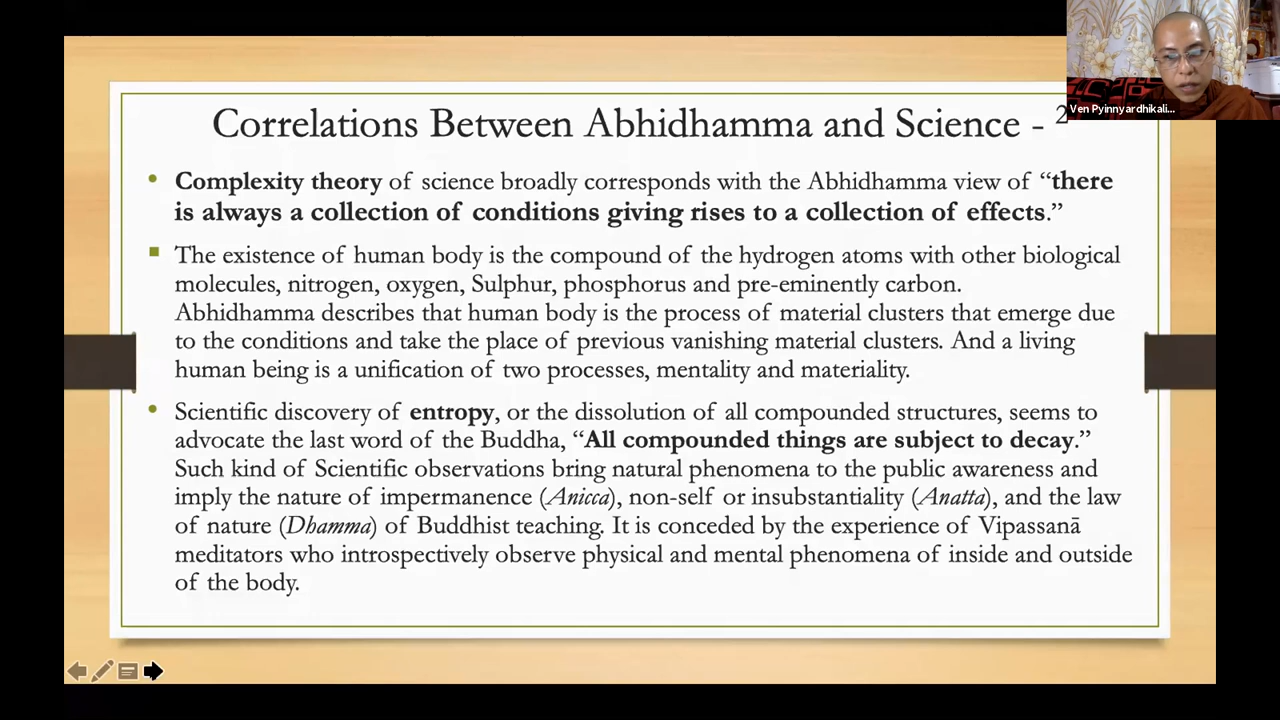 Correlations Between Abhidhamma and Science - 2
Ven Pyinnyardhikali...
Complexity theory of science broadly corresponds with the Abhidhamma view of “there
is always a collection of conditions giving rises to a collection of effects.”
The existence of human body is the compound of the hydrogen atoms with other biological
molecules, nitrogen, oxygen, Sulphur, phosphorus and pre-eminently carbon.
Abhidhamma describes that human body is the process of material clusters that emerge due
to the conditions and take the place of previous vanishing material clusters. And a living
human being is a unification of two processes, mentality and materiality.
Scientific discovery of entropy, or the dissolution of all compounded structures, seems to
advocate the last word of the Buddha, “All compounded things are subject to decay.”
Such kind of Scientific observations bring natural phenomena to the public awareness and
imply the nature of impermanence (Anicca), non-self or insubstantiality (Anatta), and the law
of nature (Dhamma) of Buddhist teaching. It is conceded by the experience of Vipassanā
meditators who introspectively observe physical and mental phenomena of inside and outside
of the body.